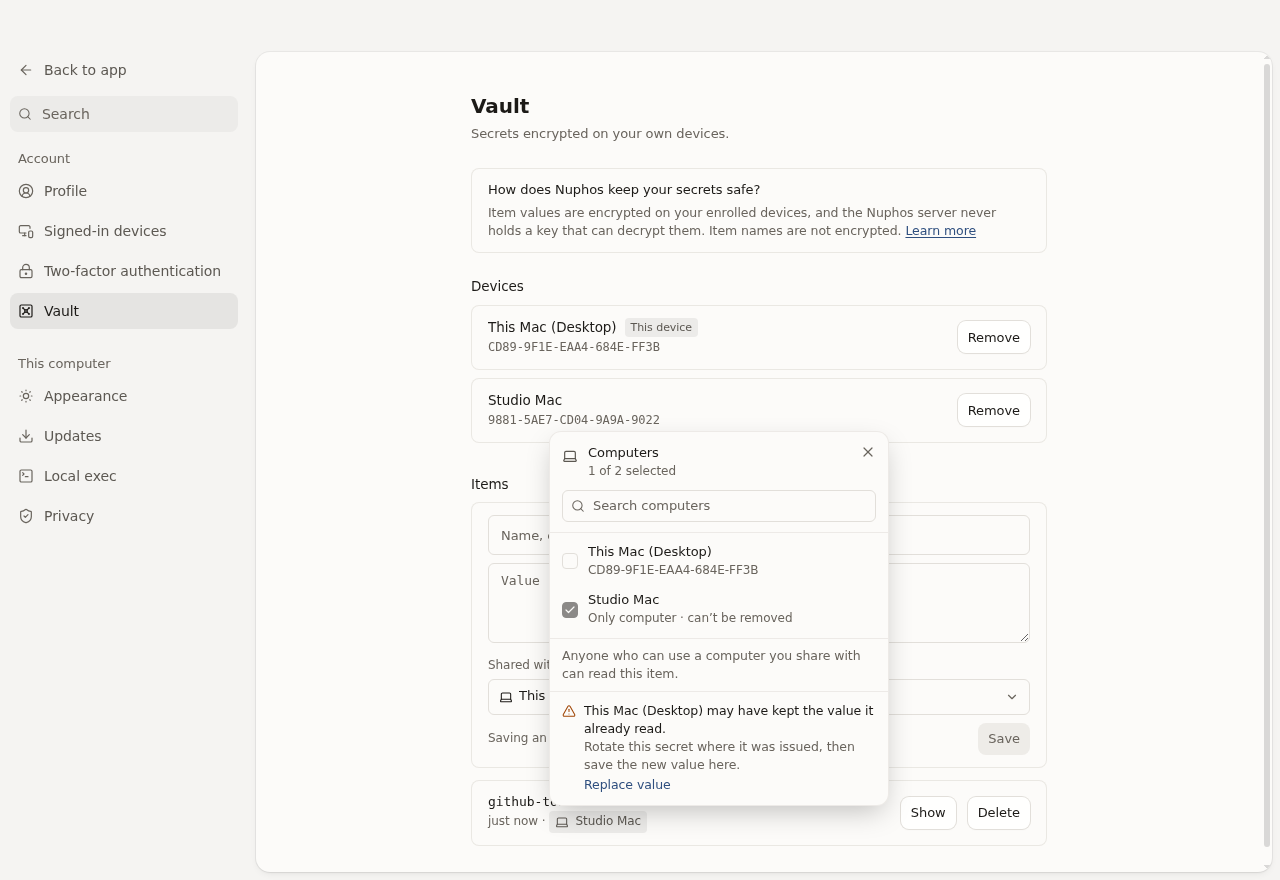 Back to app
Search
Account
Profile
Signed-in devices
Two-factor authentication
Vault
This computer
Appearance
Updates
Local exec
Privacy
Vault
Secrets encrypted on your own devices.
How does Nuphos keep your secrets safe?
Item values are encrypted on your enrolled devices, and the Nuphos server never
holds a key that can decrypt them. Item names are not encrypted. Learn more
Devices
This Mac (Desktop) This device
CD89-9F1E-EAA4-684E-FF3B
Remove
Studio Mac
9881-5AE7-CD04-9A9A-9022
Remove
Items
Name,
Value
Shared
This
Saving an
Save
Computers
1 of 2 selected
Search computers
This Mac (Desktop)
CD89-9F1E-EAA4-684E-FF3B
Studio Mac
Only computer · can’t be removed
Anyone who can use a computer you share with
can read this item.
This Mac (Desktop) may have kept the value it
already read.
Rotate this secret where it was issued, then
save the new value here.
Replace value
just now · Studio Mac
Show
Delete